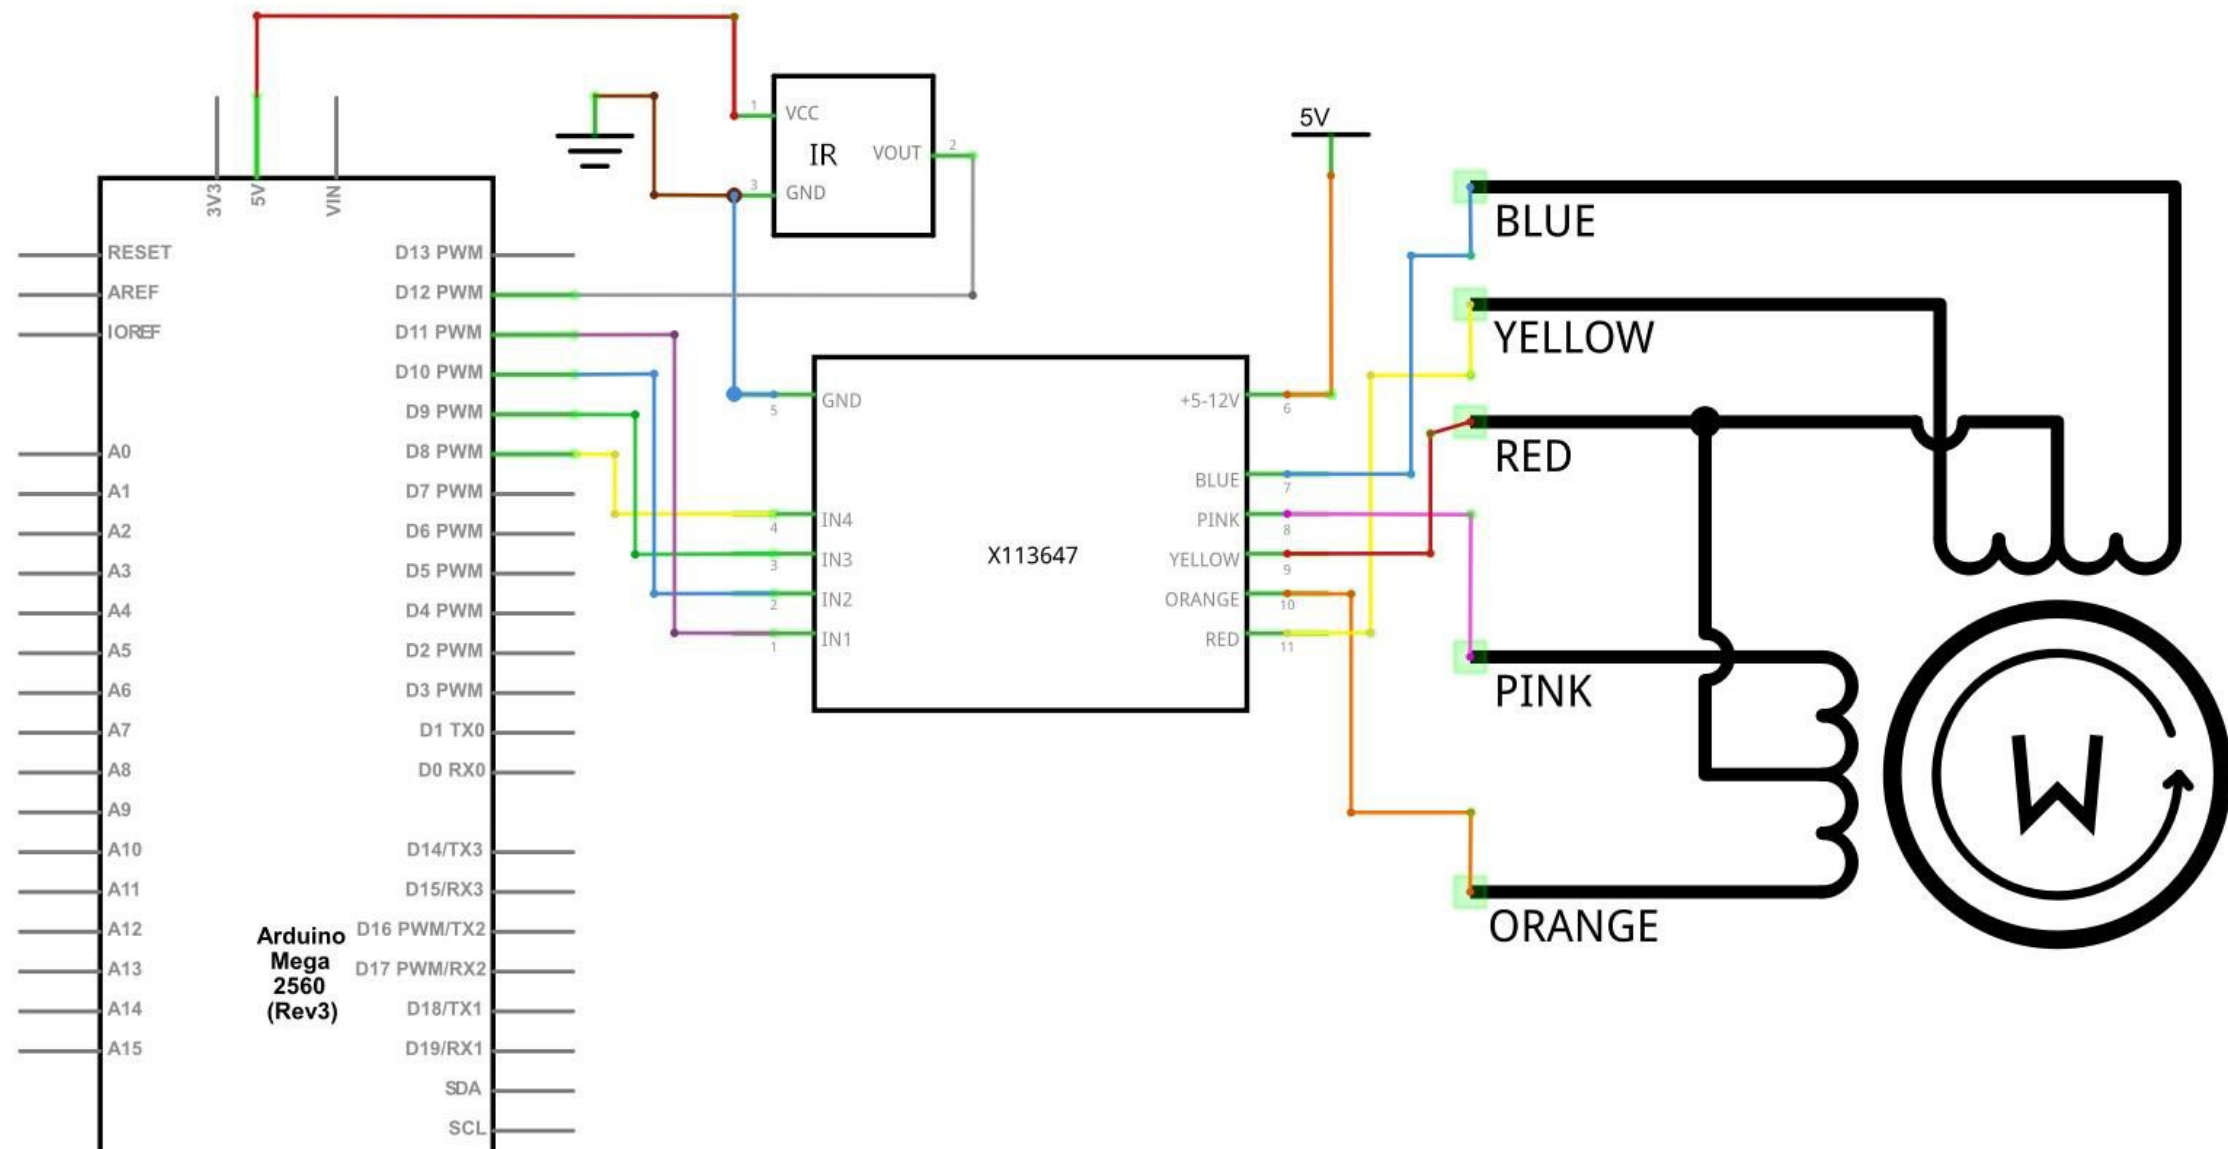 3V3
5V
VIN
RESET
AREF
IOREF
A0
A1
A2
A3
A4
A5
A6
A7
A8
A9
A10
A11
A12
A13
A14
A15
D13 PWM
D12 PWM
D11 PWM
D10 PWM
D9 PWM
D8 PWM
D7 PWM
D6 PWM
D5 PWM
D4 PWM
D2 PWM
D3 PWM
D1 TX0
D0 RX0
D14/TX3
D15/RX3
D16 PWM/TX2
D17 PWM/RX2
D18/TX1
D19/RX1
SDA
SCL
Arduino
Mega
2560
(Rev3)
1 VCC
IR
VOUT 2
3 GND
5 GND
4 IN4
3 IN3
2 IN2
1 IN1
X113647
+5-12V 6
BLUE 7
PINK 8
YELLOW 9
ORANGE 10
RED 11
5V
BLUE
YELLOW
RED
PINK
ORANGE